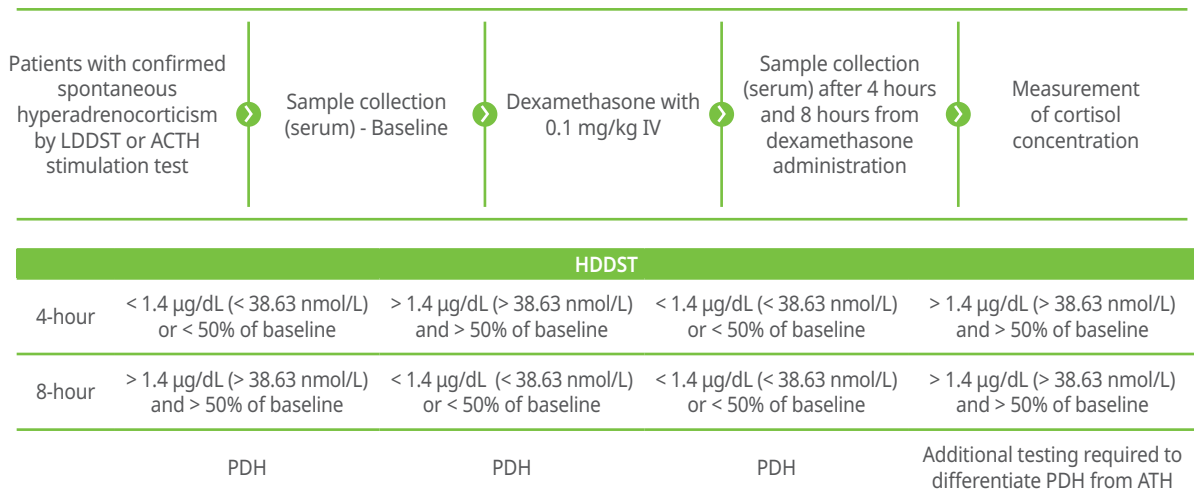 Patients with confirmed
spontaneous
hyperadrenocorticism
by LDDST or ACTH
stimulation test
Sample collection
(serum) - Baseline
Dexamethasone with
0.1 mg/kg IV
Sample collection
(serum) after 4 hours
and 8 hours from
dexamethasone
administration
Measurement
of cortisol
concentration
HDDST
4-hour
< 1.4 µg/dL (< 38.63 nmol/L)
or < 50% of baseline
> 1.4 µg/dL (> 38.63 nmol/L)
and > 50% of baseline
< 1.4 µg/dL (< 38.63 nmol/L)
or < 50% of baseline
> 1.4 µg/dL (> 38.63 nmol/L)
and > 50% of baseline
8-hour
> 1.4 µg/dL (> 38.63 nmol/L)
and > 50% of baseline
< 1.4 µg/dL (< 38.63 nmol/L)
or < 50% of baseline
< 1.4 µg/dL (< 38.63 nmol/L)
or < 50% of baseline
> 1.4 µg/dL (> 38.63 nmol/L)
and > 50% of baseline
PDH
PDH
PDH
Additional testing required to
differentiate PDH from ATH